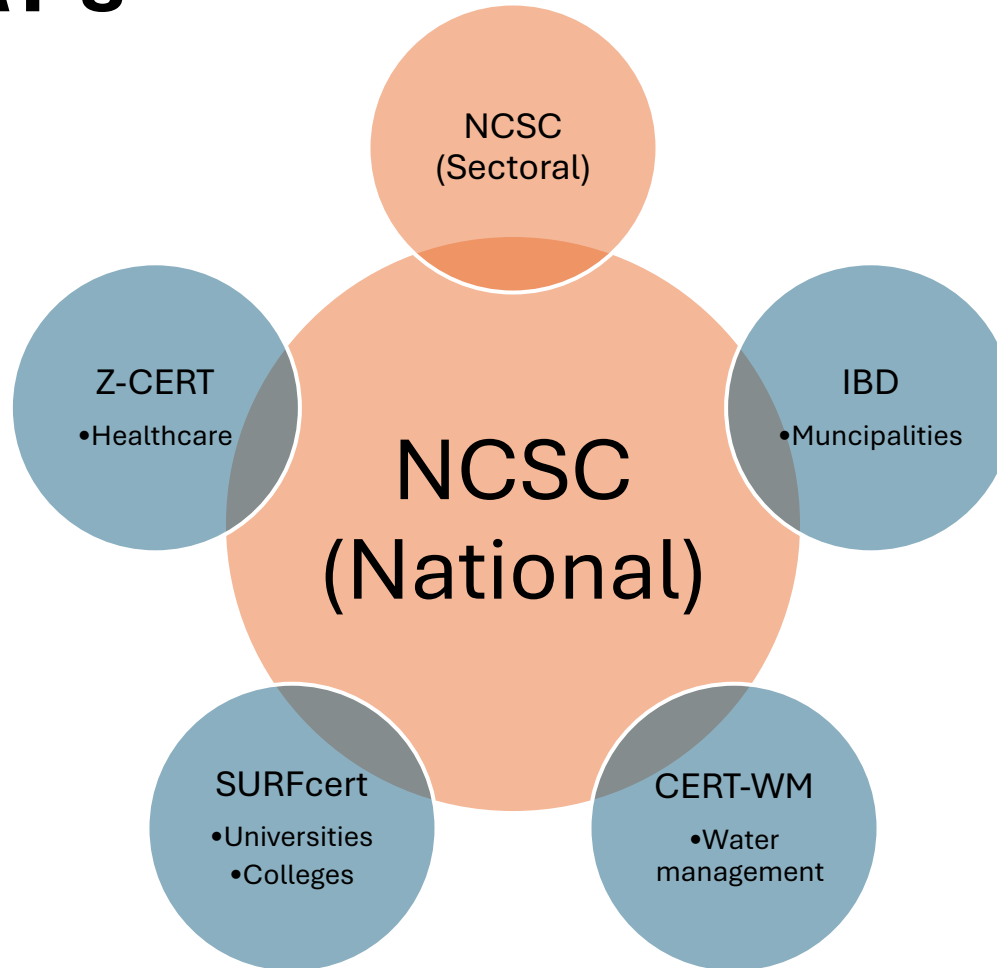 NCSC
(Sectoral)
Z-CERT
•Healthcare
IBD
•Muncipalities
NCSC
(National)
SURFcert
•Universities
•Colleges
CERT-WM
•Water
management